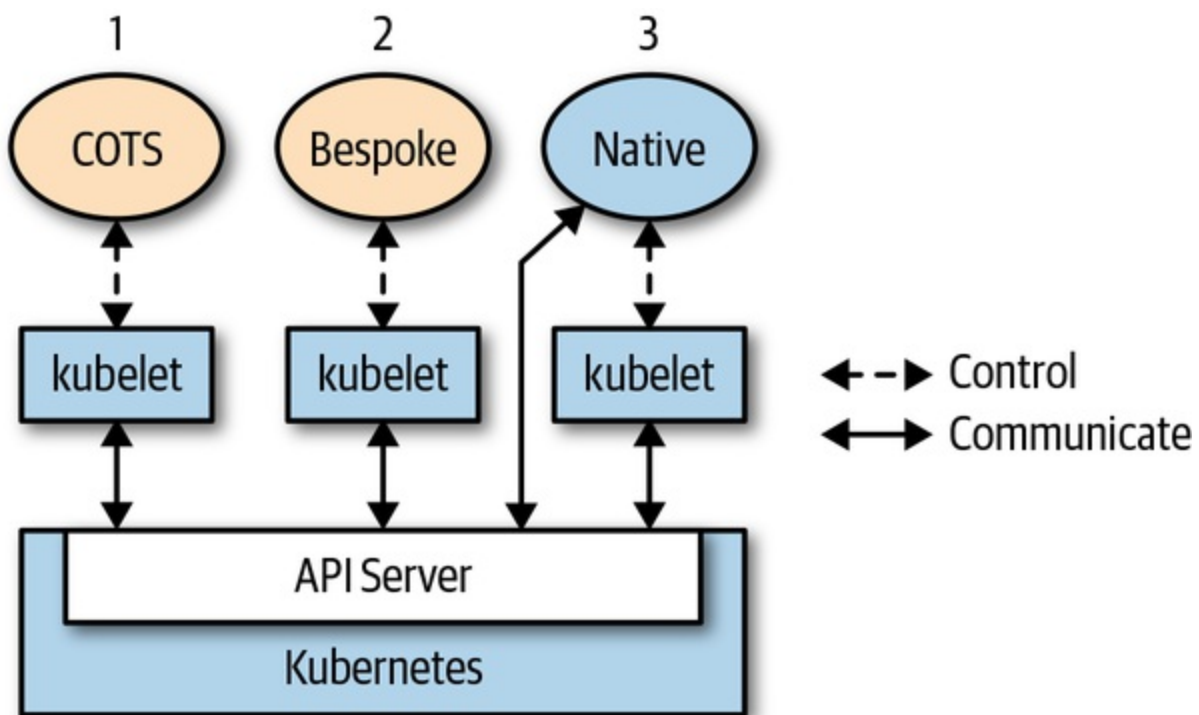 1 2 3
COTS Bespoke Native
kubelet kubelet kubelet
Control
Communicate
API Server
Kubernetes